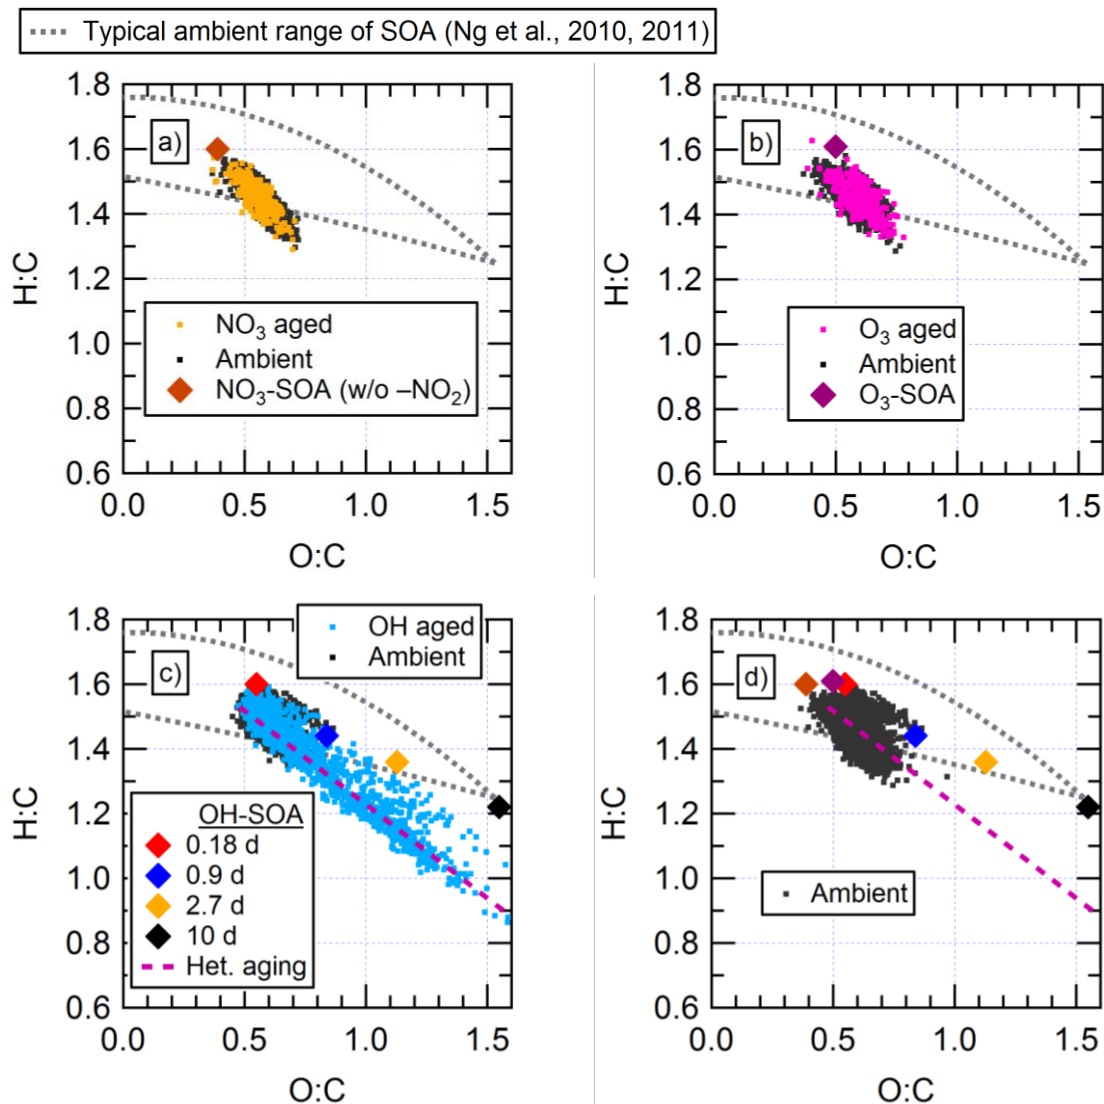 Typical ambient range of SOA (Ng et al., 2010, 2011)
1.8
1.6
1.4
1.2
1.0
0.8
0.6
H:C
a)
NO3 aged
Ambient
NO3-SOA (w/o –NO2)
0.0
0.5
1.0
1.5
O:C
1.8
1.6
1.4
1.2
1.0
0.8
0.6
H:C
b)
O3 aged
Ambient
O3-SOA
0.0
0.5
1.0
1.5
O:C
1.8
1.6
1.4
1.2
1.0
0.8
0.6
H:C
c)
OH aged
Ambient
OH-SOA
0.18 d
0.9 d
2.7 d
10 d
Het. aging
0.0
0.5
1.0
1.5
O:C
1.8
1.6
1.4
1.2
1.0
0.8
0.6
H:C
d)
Ambient
0.0
0.5
1.0
1.5
O:C